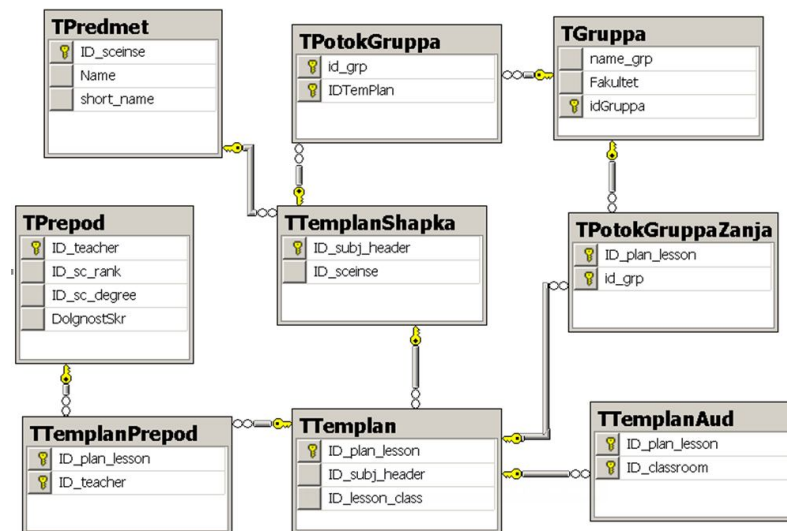 TPredmet
ID_sceinse
Name
short_name
TPotokGruppa
id_grp
IDTemPlan
TGruppa
name_grp
Fakultet
idGruppa
TPrepod
ID_teacher
ID_sc_rank
ID_sc_degree
DolgnostSkr
TTemplanShapka
ID_subj_header
ID_sceinse
TPotokGruppaZanja
ID_plan_lesson
id_grp
TTemplanPrepod
ID_plan_lesson
ID_teacher
TTemplan
ID_plan_lesson
ID_subj_header
ID_lesson_class
TTemplanAud
ID_plan_lesson
ID_classroom